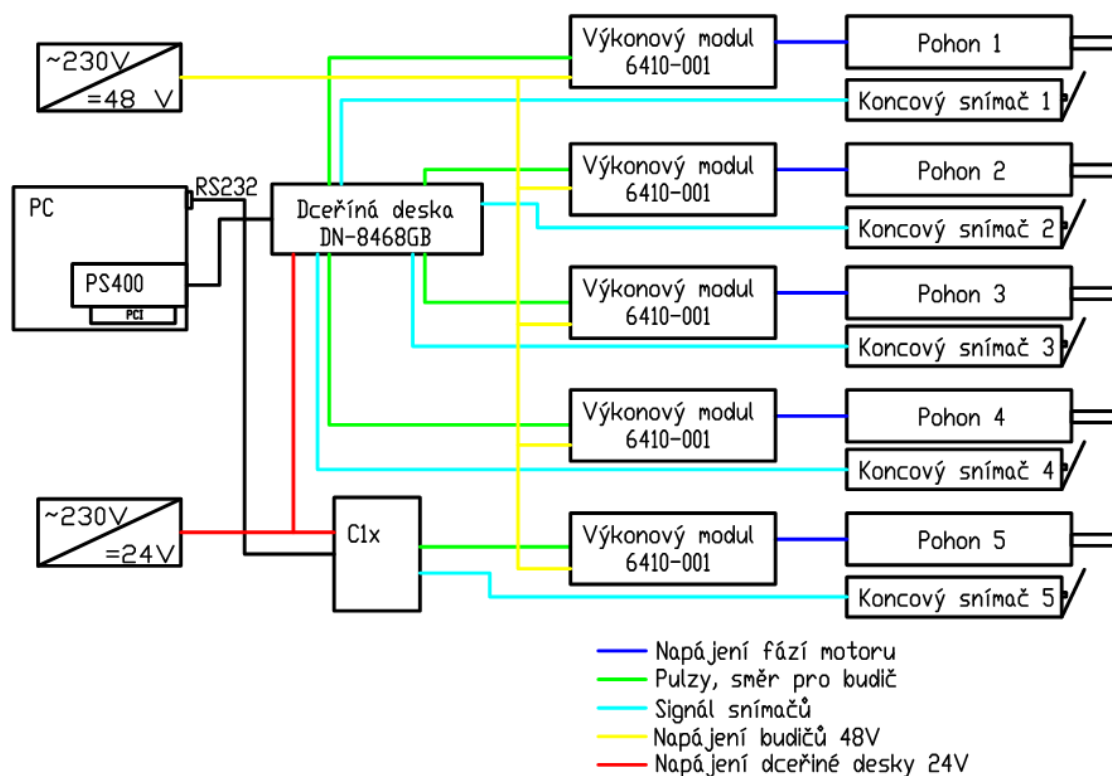 ~230V
=48 V
Výkonový modul
6410-001
Pohon 1
Koncový snímač 1
Výkonový modul
6410-001
Pohon 2
Koncový snímač 2
RS232
PC
PS400
PCI
Dceříná deska
DN-8468GB
Výkonový modul
6410-001
Pohon 3
Koncový snímač 3
Výkonový modul
6410-001
Pohon 4
Koncový snímač 4
~230V
=24V
C1x
Výkonový modul
6410-001
Pohon 5
Koncový snímač 5
Napájení fází motoru
Pulzy, směr pro budič
Signál snímačů
Napájení budičů 48V
Napájení dceřiné desky 24V